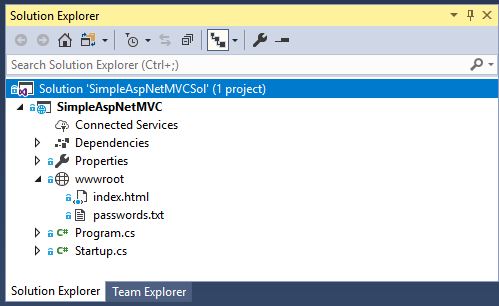 Solution Explorer
Search Solution Explorer (Ctrl+;)
Solution 'SimpleAspNetMVCSol' (1 project)
SimpleAspNetMVC
Connected Services
Dependencies
Properties
wwwroot
index.html
passwords.txt
C# Program.cs
C# Startup.cs
Solution Explorer Team Explorer